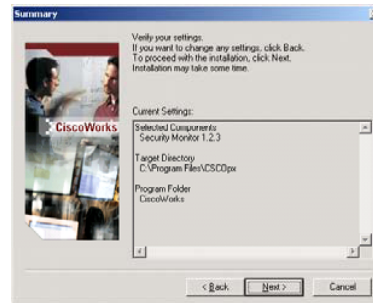 Summary
Verify your settings.
If you want to change any settings, click Back.
To proceed with the installation, click Next.
Installation may take some time.
CiscoWorks
Current Settings:
Selected Components
Security Monitor 1.2.3
Target Directory
C:\Program Files\CSCOpx
Program Folder
CiscoWorks
< Back
Next >
Cancel